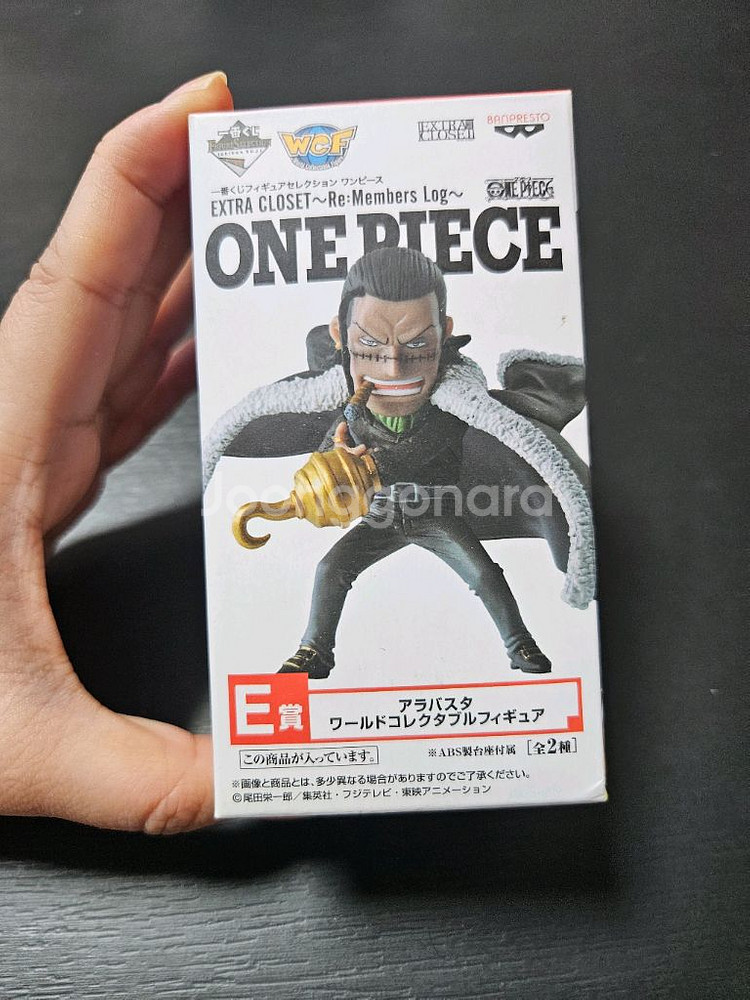 一番くじ
WCF
EXTRA
CLOSET
BANPRESTO
一番くじフィギュアセレクション ワンピース
EXTRA CLOSET～Re:Members Log～
ONE PIECE
ONE PIECE
Joonggonara
E賞
アラバスタ
ワールドコレクタブルフィギュア
この商品が入っています。
※ABS製台座付属 [全2種]
※画像と商品とは、多少異なる場合がありますのでご了承ください。
©尾田栄一郎／集英社・フジテレビ・東映アニメーション